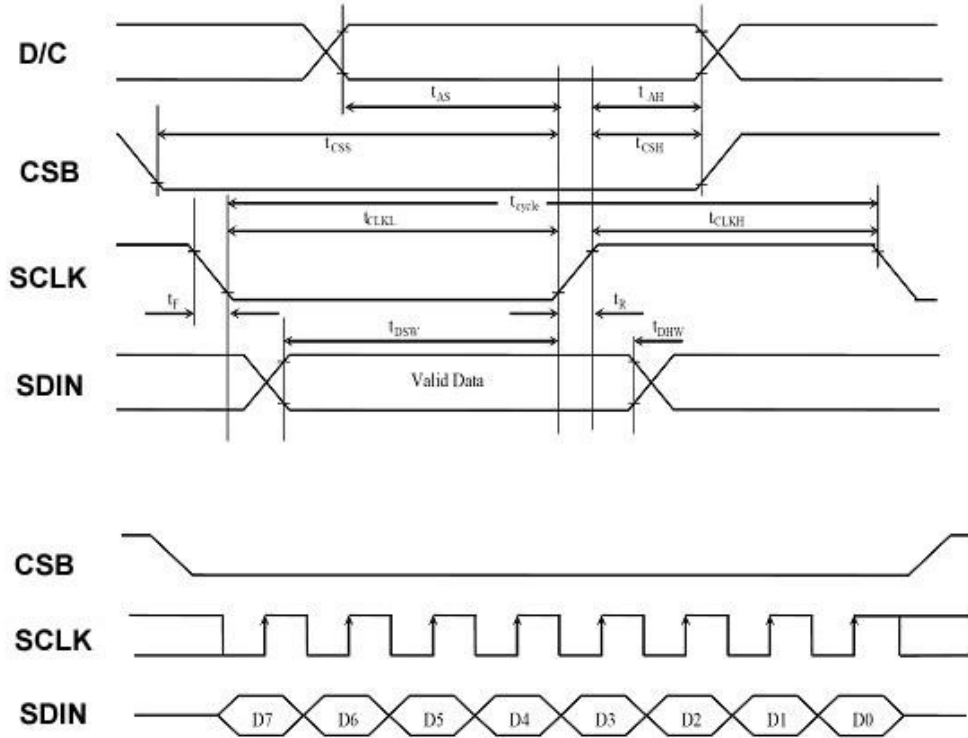 D/C
t_AS
t_AH
t_CSS
t_CSH
CSB
t_cycle
t_CLKL
t_CLKH
SCLK
t_F
t_R
t_DSW
t_DHW
SDIN
Valid Data
CSB
SCLK
SDIN
D7 D6 D5 D4 D3 D2 D1 D0